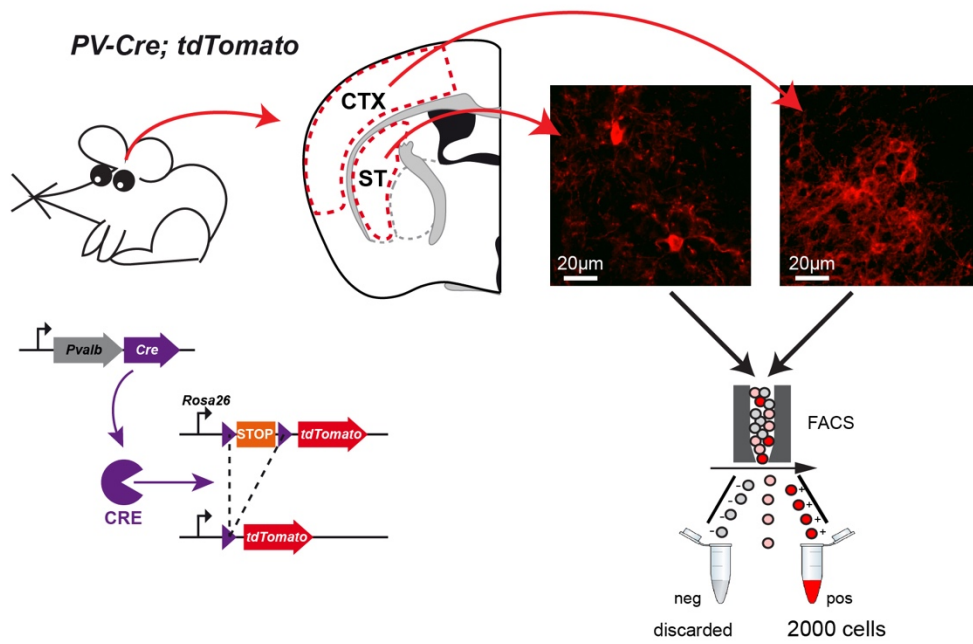 PV-Cre; tdTomato
CTX
ST
20µm
20µm
Pvalb
Cre
Rosa26
STOP
tdTomato
CRE
tdTomato
FACS
- - - -
+ + + +
neg
pos
discarded
2000 cells